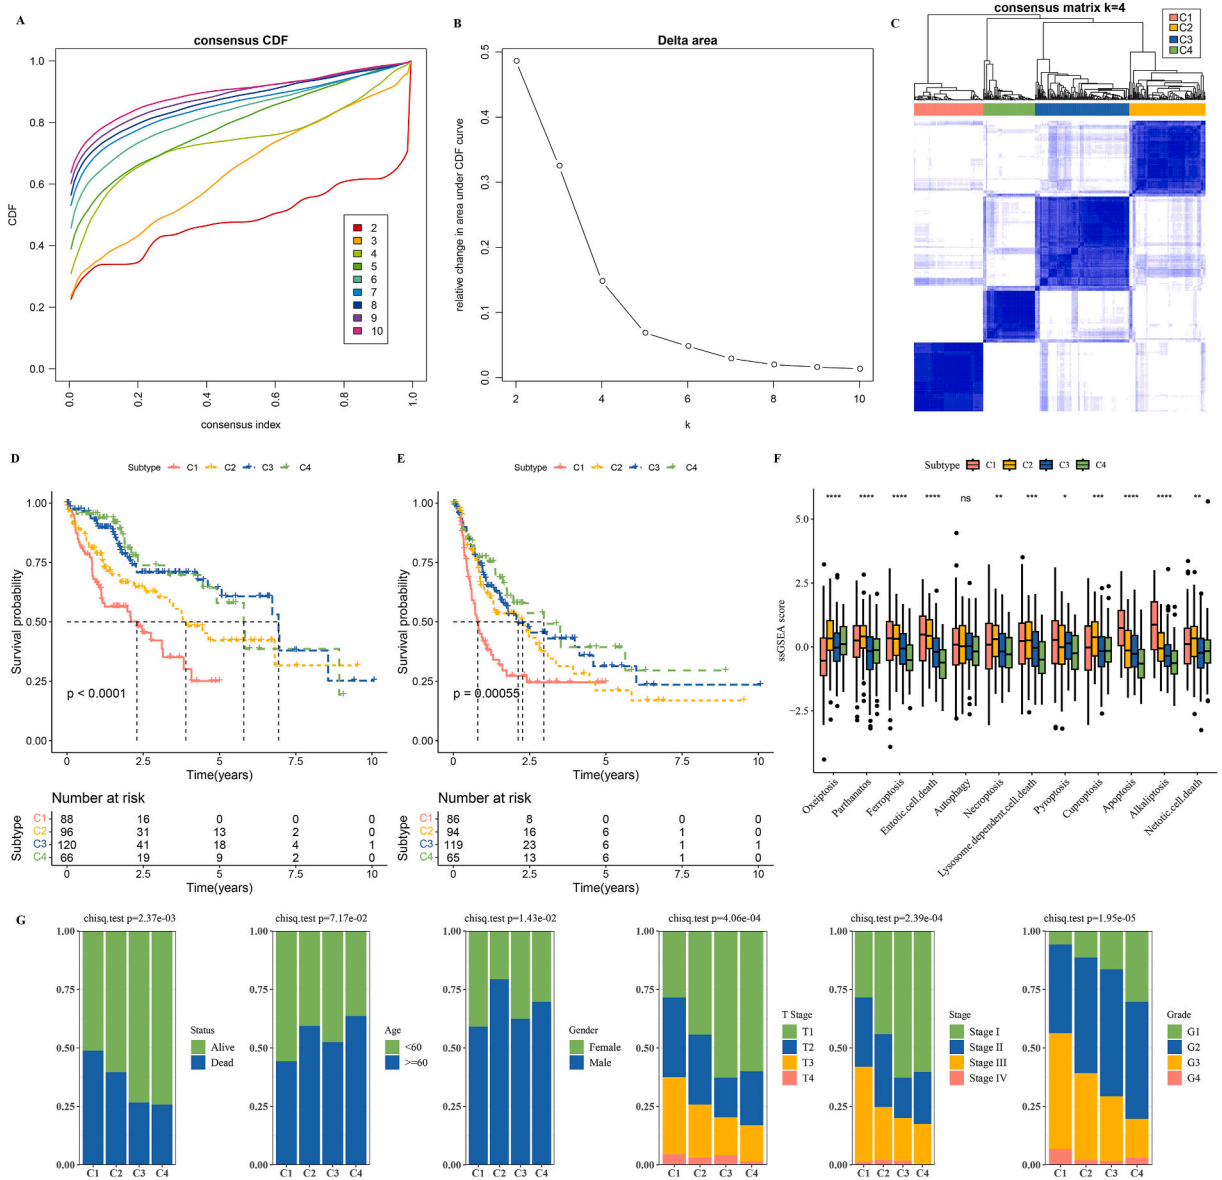 A
consensus CDF
CDF
1.0
0.8
0.6
0.4
0.2
0.0
2
3
4
5
6
7
8
9
10
0.0
0.2
0.4
0.6
0.8
1.0
consensus index
B
Delta area
relative change in area under CDF curve
0.5
0.4
0.3
0.2
0.1
0.0
2
4
6
8
10
k
C
consensus matrix k=4
C1
C2
C3
C4
D
Subtype C1 C2 C3 C4
Survival probability
1.00
0.75
0.50
0.25
0.00
p < 0.0001
0 2.5 5 7.5 10
Time(years)
Number at risk
Subtype
C1 88 16 0 0 0
C2 96 31 13 2 0
C3 120 41 18 4 1
C4 66 19 9 2 0
0 2.5 5 7.5 10
Time(years)
E
Subtype C1 C2 C3 C4
Survival probability
1.00
0.75
0.50
0.25
0.00
p = 0.00055
0 2.5 5 7.5 10
Time(years)
Number at risk
Subtype
C1 86 8 0 0 0
C2 94 16 6 1 0
C3 119 23 6 1 1
C4 65 13 6 1 0
0 2.5 5 7.5 10
Time(years)
F
Subtype C1 C2 C3 C4
**** **** **** **** ns ** *** * *** **** **** **
ssGSEA score
5.0
2.5
0.0
−2.5
Oxeiptosis
Parthanatos
Ferroptosis
Entotic.cell.death
Autophagy
Necroptosis
Lysosome.dependent.cell.death
Pyroptosis
Cuproptosis
Apoptosis
Alkaliptosis
Netotic.cell.death
G
chisq.test p=2.37e-03
1.00
0.75
0.50
0.25
0.00
C1 C2 C3 C4
Status
Alive
Dead
chisq.test p=7.17e-02
1.00
0.75
0.50
0.25
0.00
C1 C2 C3 C4
Age
<60
>=60
chisq.test p=1.43e-02
1.00
0.75
0.50
0.25
0.00
C1 C2 C3 C4
Gender
Female
Male
chisq.test p=4.06e-04
1.00
0.75
0.50
0.25
0.00
C1 C2 C3 C4
T Stage
T1
T2
T3
T4
chisq.test p=2.39e-04
1.00
0.75
0.50
0.25
0.00
C1 C2 C3 C4
Stage
Stage I
Stage II
Stage III
Stage IV
chisq.test p=1.95e-05
1.00
0.75
0.50
0.25
0.00
C1 C2 C3 C4
Grade
G1
G2
G3
G4